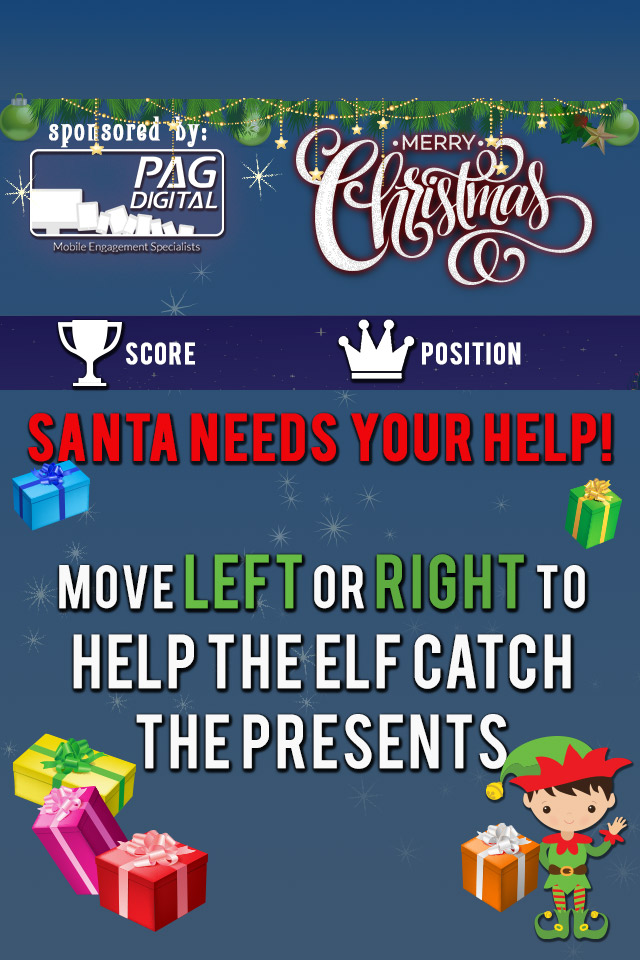 sponsored by:
PAG
DIGITAL
Mobile Engagement Specialists
•MERRY•
Christmas
SCORE
POSITION
SANTA NEEDS YOUR HELP!
MOVE LEFT OR RIGHT TO
HELP THE ELF CATCH
THE PRESENTS